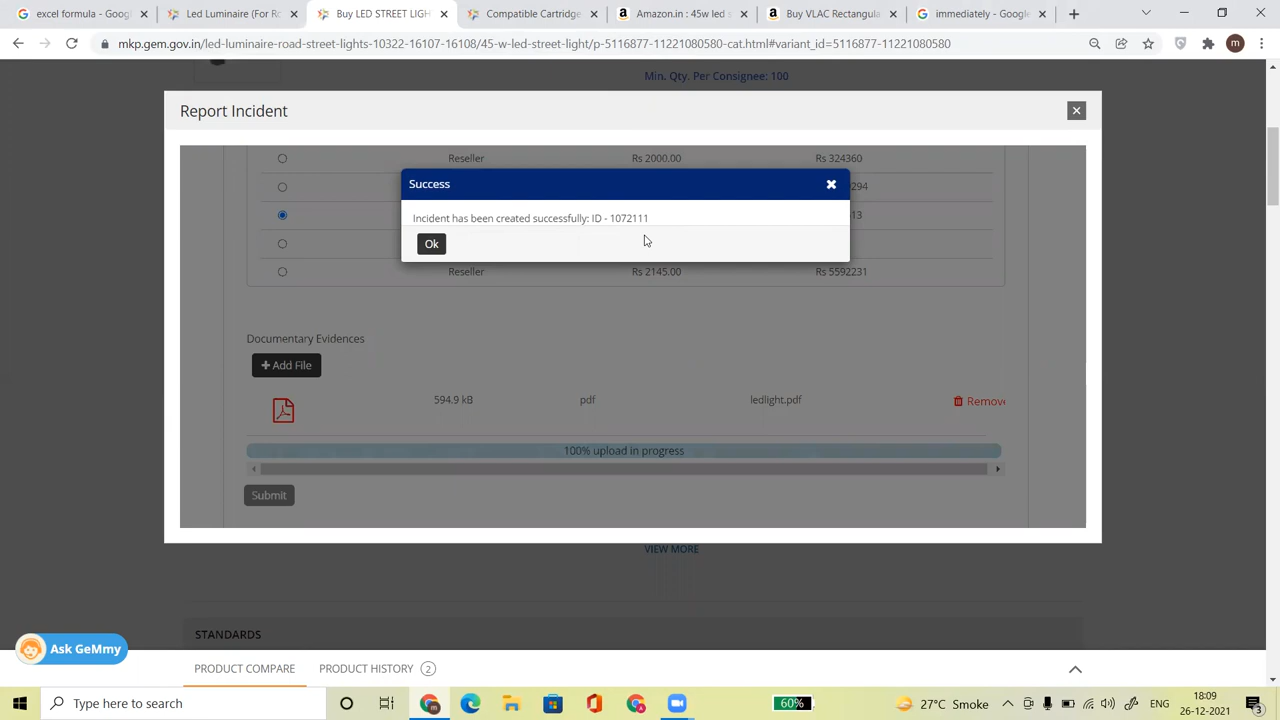 excel formula - Googl
Led Luminaire (For Ro
Buy LED STREET LIGH
Compatible Cartridge
Amazon.in : 45w led s
Buy VLAC Rectangula
immediately - Google
mkp.gem.gov.in/led-luminaire-road-street-lights-10322-16107-16108/45-w-led-street-light/p-5116877-11221080580-cat.html#variant_id=5116877-11221080580
m
Min. Qty. Per Consignee: 100
Report Incident
Reseller Rs 2000.00 Rs 324360
294
Success
Incident has been created successfully: ID - 1072111
13
Ok
Reseller Rs 2145.00 Rs 5592231
Documentary Evidences
+ Add File
594.9 kB pdf ledlight.pdf Remove
100% upload in progress
Submit
VIEW MORE
STANDARDS
Ask GeMmy
PRODUCT COMPARE PRODUCT HISTORY 2
Type here to search
60%
27°C Smoke
ENG
18:09
26-12-2021
3